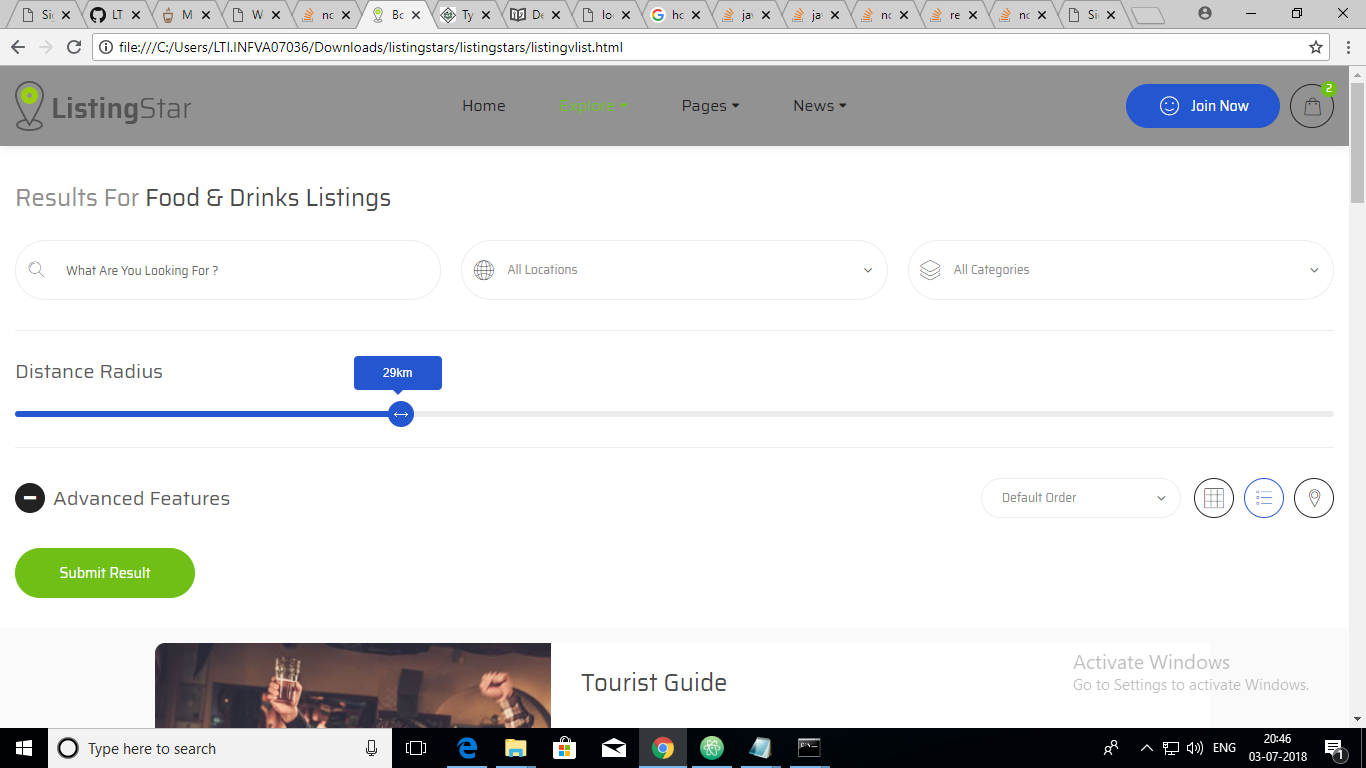 Sig
LT
M
W
no
Bo
Ty
De
lo
ho
jav
jav
no
re
no
Sig
file:///C:/Users/LTI.INFVA07036/Downloads/listingstars/listingstars/listingvlist.html
ListingStar
Home
Explore
Pages
News
Join Now
2
Results For Food & Drinks Listings
What Are You Looking For ?
All Locations
All Categories
Distance Radius
29km
Advanced Features
Default Order
Submit Result
Tourist Guide
Activate Windows
Go to Settings to activate Windows.
Type here to search
ENG
20:46
03-07-2018
1